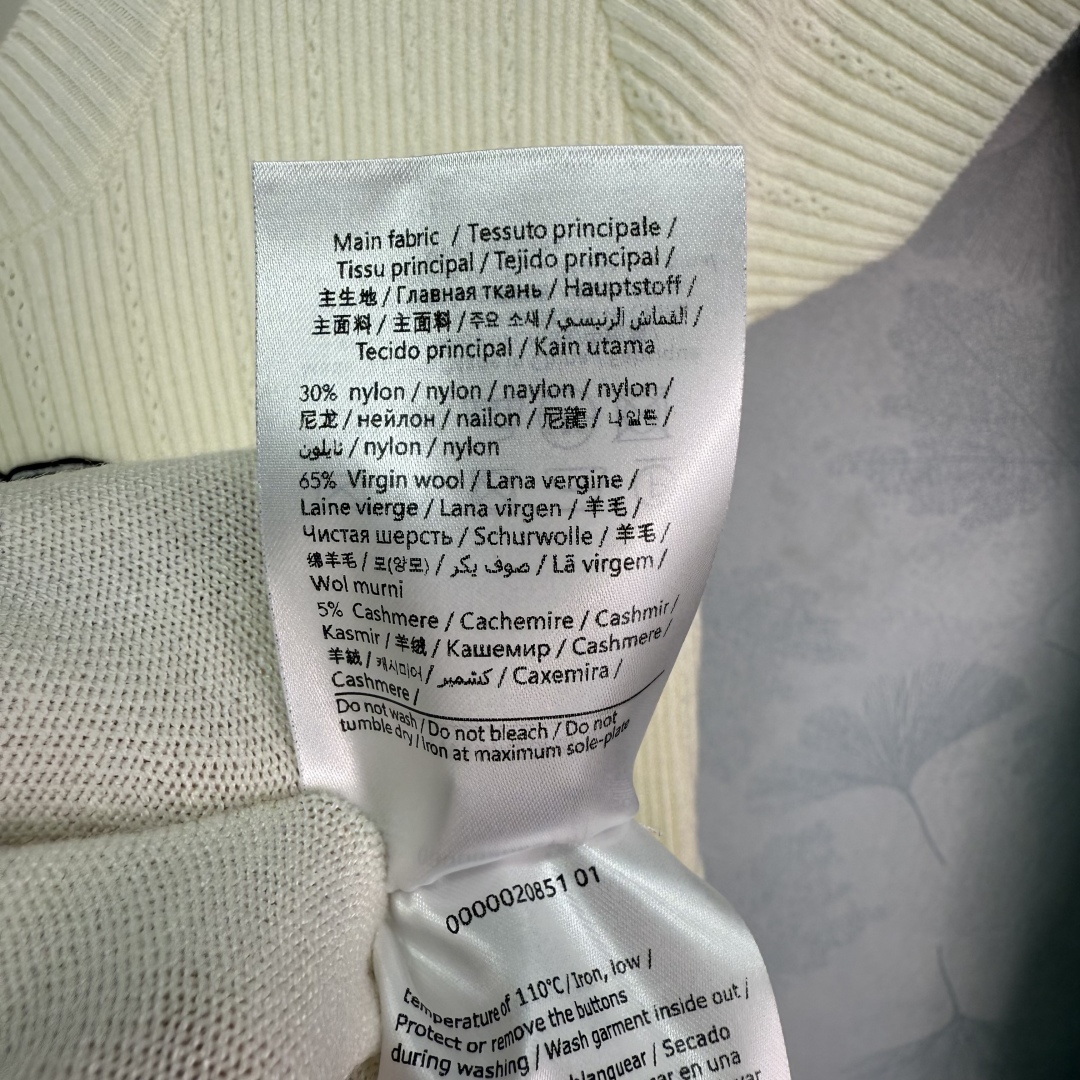 Main fabric / Tessuto principale /
Tissu principal / Tejido principal /
主生地 / Главная ткань / Hauptstoff /
主面料 / 主面料 / 주요 소새 / القماش الرئيسي /
Tecido principal / Kain utama
30% nylon / nylon / naylon / nylon /
尼龙 / нейлон / nailon / 尼龍 / 나일론 /
نايلون / nylon / nylon
65% Virgin wool / Lana vergine /
Laine vierge / Lana virgen / 羊毛 /
Чистая шерсть / Schurwolle / 羊毛 /
绵羊毛 / 모(양모) / صوف بكر / Lã virgem /
Wol murni
5% Cashmere / Cachemire / Cashmir /
Kasmir / 羊绒 / Кашемир / Cashmere /
羊絨 / 캐시미어 / كشمير / Caxemira /
Cashmere /
Do not wash / Do not bleach / Do not
tumble dry / Iron at maximum sole-plate
0000020851 01
temperature of 110°C / Iron, low /
Protect or remove the buttons
during washing / Wash garment inside out /
blanquear / Secado
en una